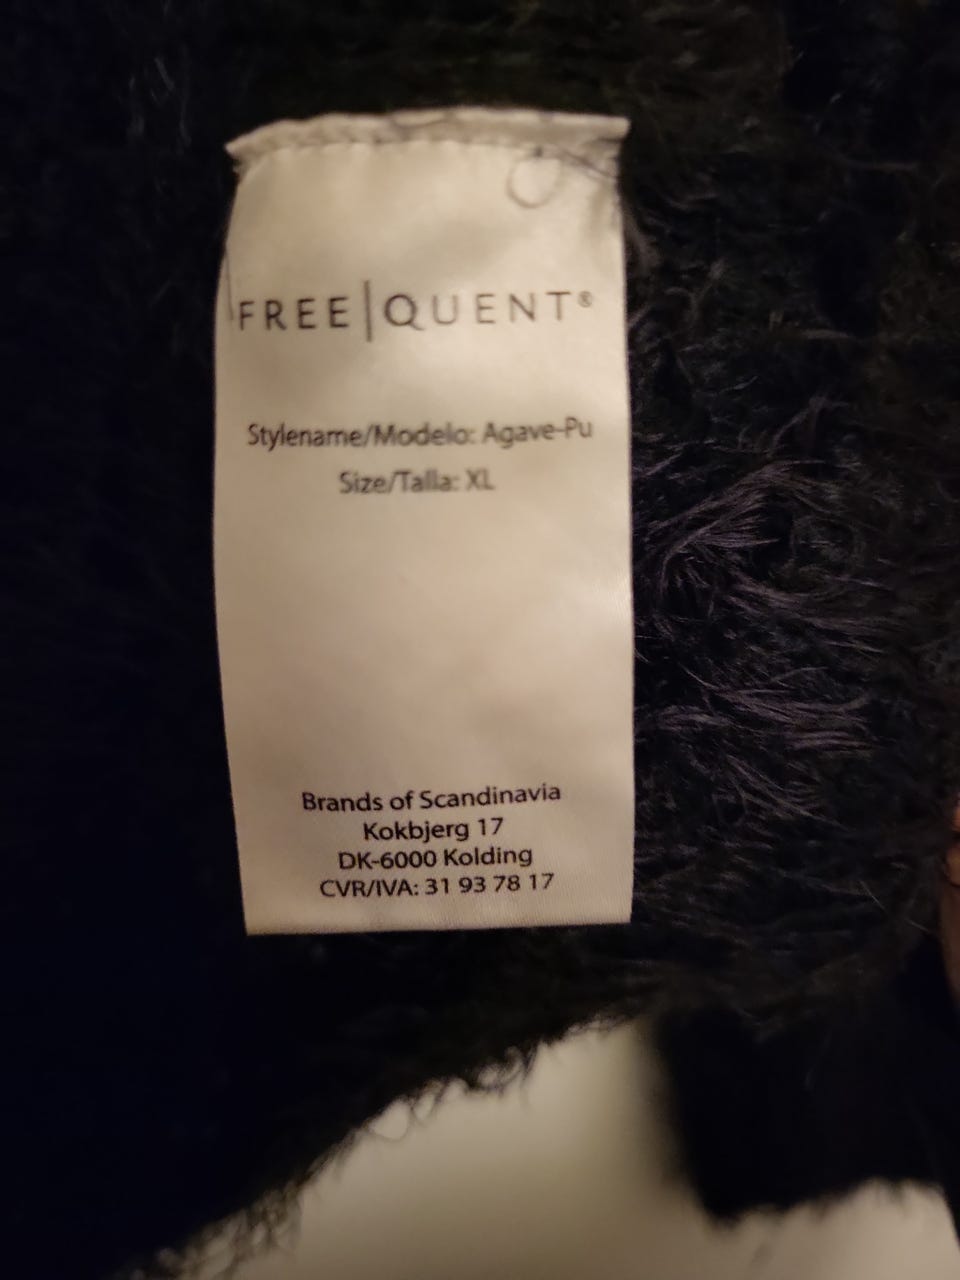 FREE|QUENT®
Stylename/Modelo: Agave-Pu
Size/Talla: XL
Brands of Scandinavia
Kokbjerg 17
DK-6000 Kolding
CVR/IVA: 31 93 78 17